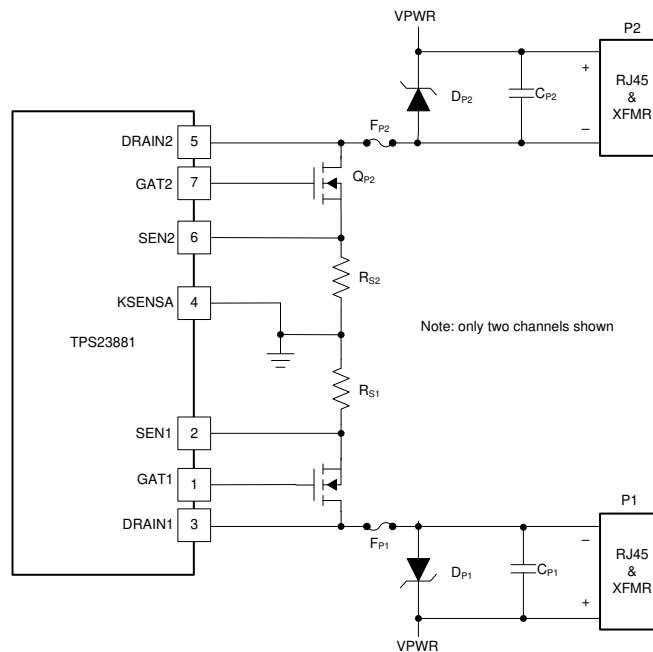 VPWR
P2
+
RJ45
&
XFMR
–
DP2
CP2
FP2
DRAIN2
5
GAT2
7
QP2
SEN2
6
RS2
KSENSA
4
Note: only two channels shown
TPS23881
RS1
SEN1
2
GAT1
1
DRAIN1
3
FP1
P1
–
RJ45
&
XFMR
+
DP1
CP1
VPWR